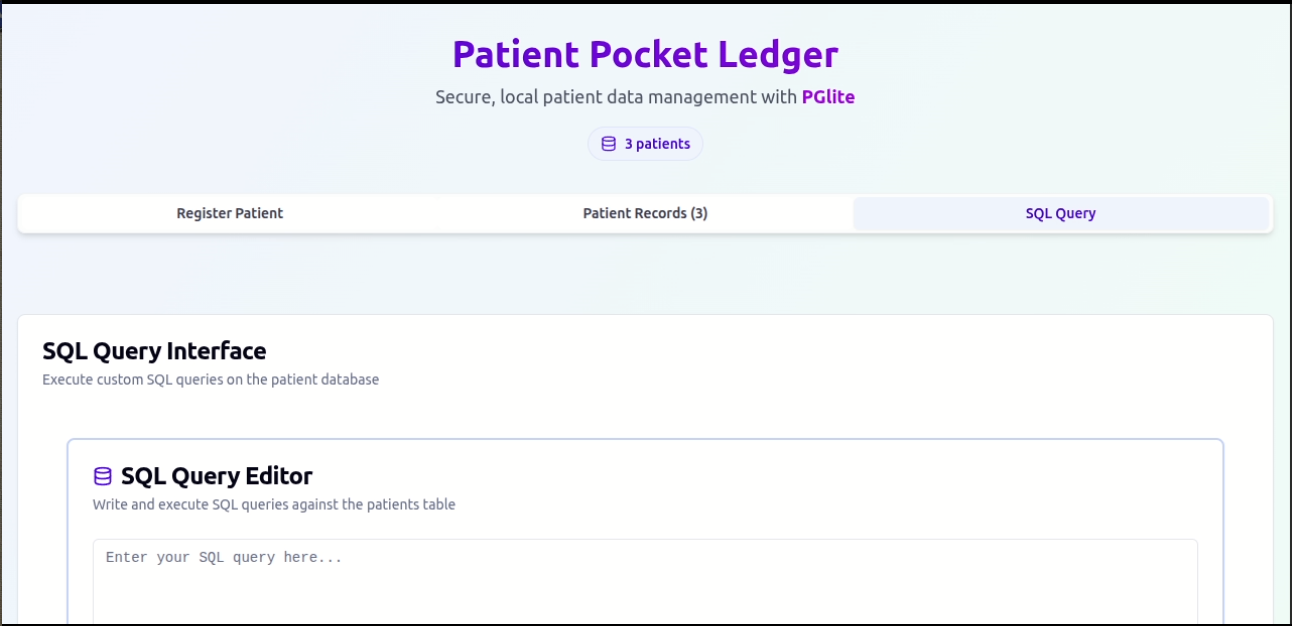 Patient Pocket Ledger
Secure, local patient data management with PGlite
3 patients
Register Patient
Patient Records (3)
SQL Query
SQL Query Interface
Execute custom SQL queries on the patient database
SQL Query Editor
Write and execute SQL queries against the patients table
Enter your SQL query here...